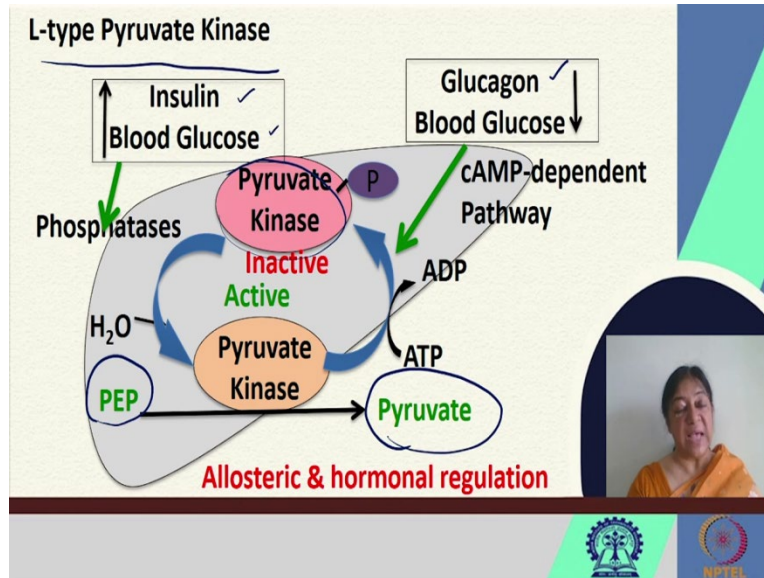 L-type Pyruvate Kinase
Insulin
Blood Glucose
Glucagon
Blood Glucose
Phosphatases
Pyruvate
Kinase
P
Inactive
cAMP-dependent
Pathway
Active
ADP
H₂O
Pyruvate
Kinase
ATP
PEP
Pyruvate
Allosteric & hormonal regulation
NPTEL